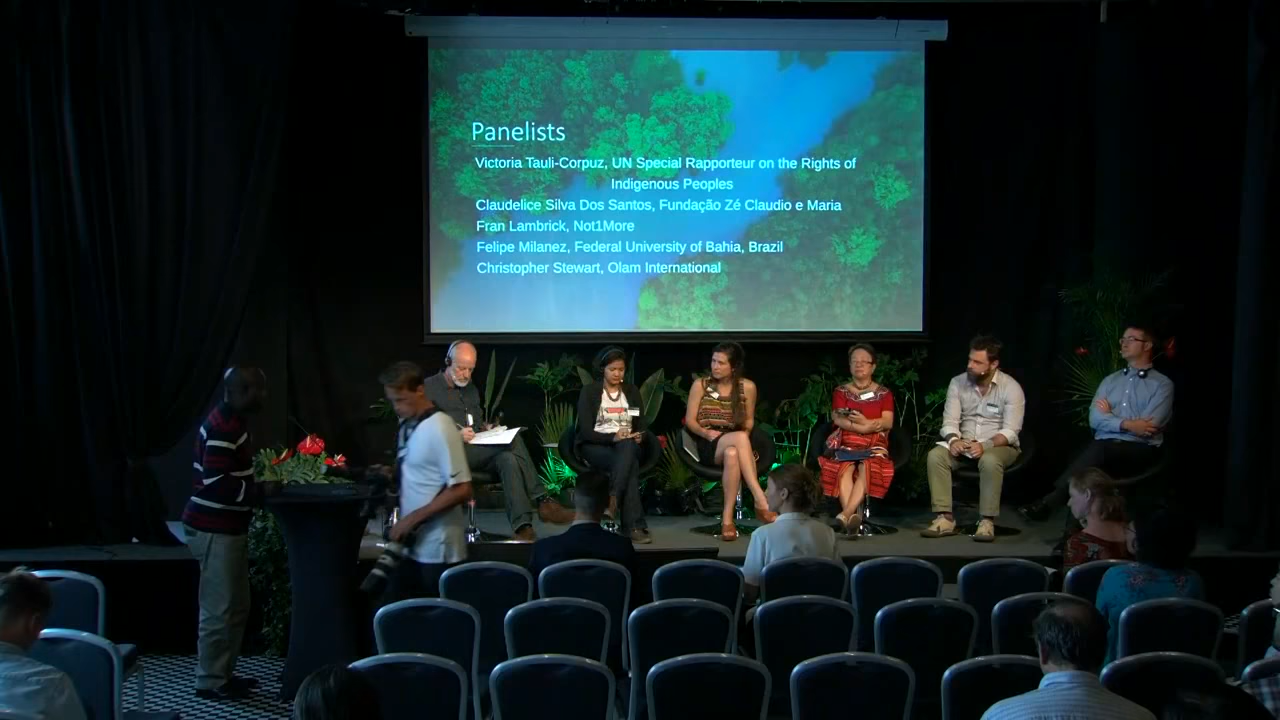 Panelists
Victoria Tauli-Corpuz, UN Special Rapporteur on the Rights of
Indigenous Peoples
Claudelice Silva Dos Santos, Fundação Zé Claudio e Maria
Fran Lambrick, Not1More
Felipe Milanez, Federal University of Bahia, Brazil
Christopher Stewart, Olam International